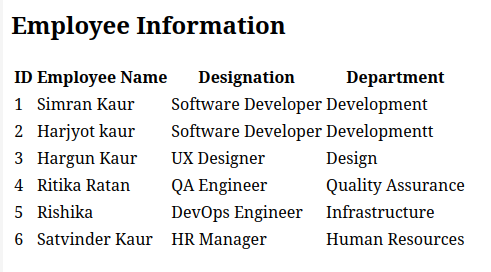 Employee Information
ID Employee Name Designation Department
1 Simran Kaur Software Developer Development
2 Harjyot kaur Software Developer Developmentt
3 Hargun Kaur UX Designer Design
4 Ritika Ratan QA Engineer Quality Assurance
5 Rishika DevOps Engineer Infrastructure
6 Satvinder Kaur HR Manager Human Resources